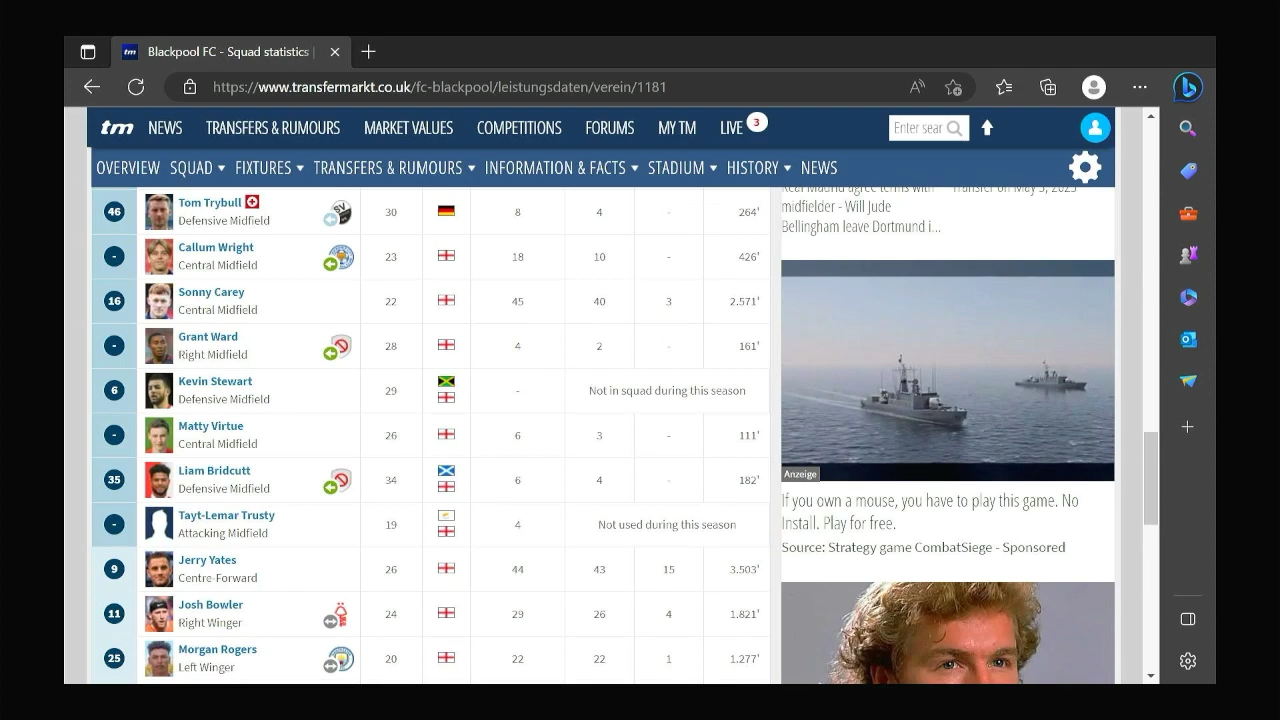 tm Blackpool FC - Squad statistics |
https://www.transfermarkt.co.uk/fc-blackpool/leistungsdaten/verein/1181
tm NEWS TRANSFERS & RUMOURS MARKET VALUES COMPETITIONS FORUMS MY TM LIVE 3 Enter sear
OVERVIEW SQUAD FIXTURES TRANSFERS & RUMOURS INFORMATION & FACTS STADIUM HISTORY NEWS
46 Tom Trybull 30 8 4 - 264'
Defensive Midfield
- Callum Wright 23 18 10 - 426'
Central Midfield
16 Sonny Carey 22 45 40 3 2.571'
Central Midfield
- Grant Ward 28 4 2 - 161'
Right Midfield
6 Kevin Stewart 29 - Not in squad during this season
Defensive Midfield
- Matty Virtue 26 6 3 - 111'
Central Midfield
35 Liam Bridcutt 34 6 4 - 182'
Defensive Midfield
- Tayt-Lemar Trusty 19 4 Not used during this season
Attacking Midfield
9 Jerry Yates 26 44 43 15 3.503'
Centre-Forward
11 Josh Bowler 24 29 26 4 1.821'
Right Winger
25 Morgan Rogers 20 22 22 1 1.277'
Left Winger
Real Madrid agree terms with Transfer on May 3, 2023
midfielder - Will Jude
Bellingham leave Dortmund i...
Anzeige
If you own a mouse, you have to play this game. No
Install. Play for free.
Source: Strategy game CombatSiege - Sponsored